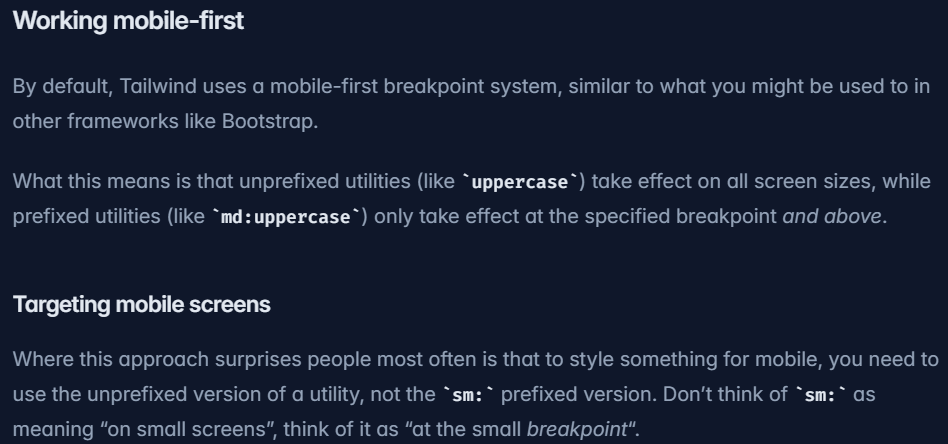 Working mobile-first
By default, Tailwind uses a mobile-first breakpoint system, similar to what you might be used to in
other frameworks like Bootstrap.
What this means is that unprefixed utilities (like `uppercase`) take effect on all screen sizes, while
prefixed utilities (like `md:uppercase`) only take effect at the specified breakpoint and above.
Targeting mobile screens
Where this approach surprises people most often is that to style something for mobile, you need to
use the unprefixed version of a utility, not the `sm:` prefixed version. Don’t think of `sm:` as
meaning “on small screens”, think of it as “at the small breakpoint“.